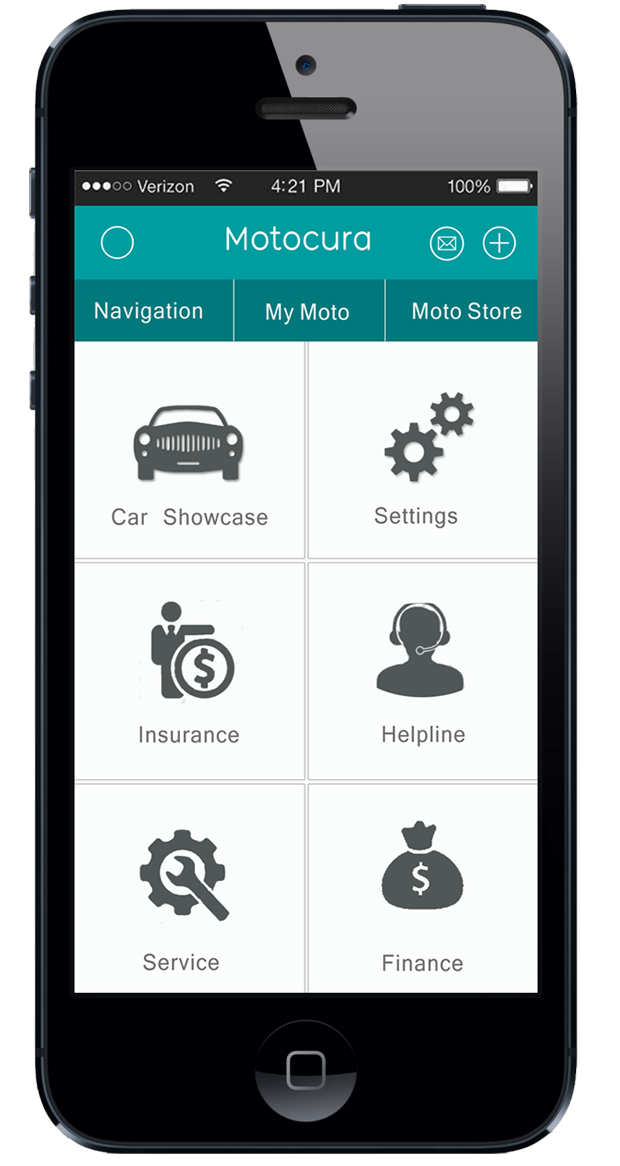 Verizon 4:21 PM 100%
Motocura
Navigation My Moto Moto Store
Car Showcase Settings
$
Insurance Helpline
$
Service Finance